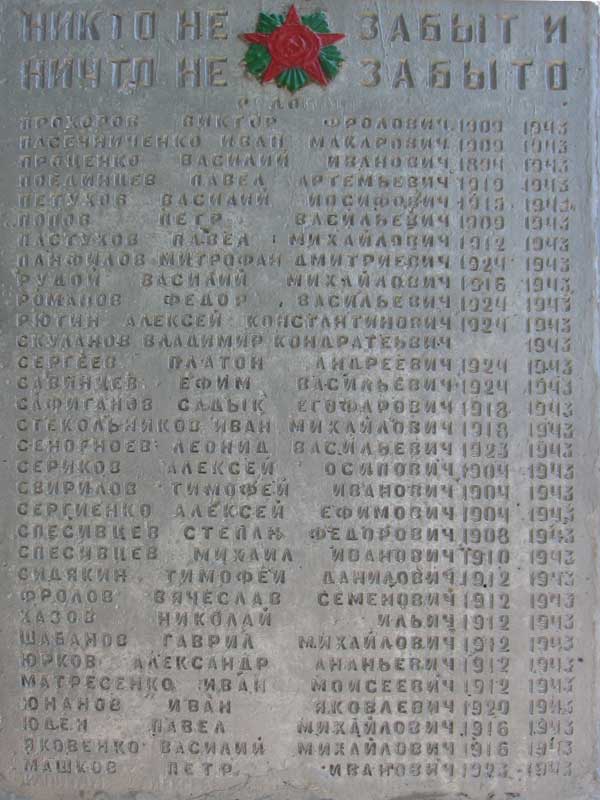 НИКТО НЕ ЗАБЫТ И
НИЧТО НЕ ЗАБЫТО
ПРОХОРОВ ВИКТОР ФРОЛОВИЧ 1909 1943
ПАСЕЧНИЧЕНКО ИВАН МАКАРОВИЧ 1909 1943
ПРОЦЕНКО ВАСИЛИЙ ИВАНОВИЧ 1894 1943
ПОЕДИНЦЕВ ПАВЕЛ АРТЕМЬЕВИЧ 1919 1943
ПЕТУХОВ ВАСИЛИЙ ИОСИФОВИЧ 1913 1943
ПОПОВ ПЕТР ВАСИЛЬЕВИЧ 1909 1943
ПАСТУХОВ ПАВЕЛ МИХАЙЛОВИЧ 1912 1943
ПАНФИЛОВ МИТРОФАН ДМИТРИЕВИЧ 1924 1943
РУДОЙ ВАСИЛИЙ МИХАЙЛОВИЧ 1916 1943
РОМАНОВ ФЕДОР ВАСИЛЬЕВИЧ 1924 1943
РЮТИН АЛЕКСЕЙ КОНСТАНТИНОВИЧ 1924 1943
СКУЛАНОВ ВЛАДИМИР КОНДРАТЕЬВИЧ 1943
СЕРГЕЕВ ПЛАТОН АНДРЕЕВИЧ 1924 1943
САВЯНЦЕВ ЕФИМ ВАСИЛЬЕВИЧ 1924 1943
САФИГАНОВ САДЫК ЕГОФАРОВИЧ 1918 1943
СТЕКОЛЬНИКОВ ИВАН МИХАЙЛОВИЧ 1918 1943
СЕНОРНОЕВ ЛЕОНИД ВАСИЛЬЕВИЧ 1923 1943
СЕРИКОВ АЛЕКСЕЙ ОСИПОВИЧ 1904 1943
СВИРИЛОВ ТИМОФЕЙ ИВАНОВИЧ 1904 1943
СЕРГИЕНКО АЛЕКСЕЙ ЕФИМОВИЧ 1904 1943
СПЕСИВЦЕВ СТЕПАН ФЕДОРОВИЧ 1908 1943
СПЕСИВЦЕВ МИХАИЛ ИВАНОВИЧ 1910 1943
СИДЯКИН ТИМОФЕЙ ДАНИЛОВИЧ 1912 1943
ФРОЛОВ ВЯЧЕСЛАВ СЕМЕНОВИЧ 1912 1943
ХАЗОВ НИКОЛАЙ ИЛЬИЧ 1912 1943
ШАБАНОВ ГАВРИЛ МИХАЙЛОВИЧ 1912 1943
ЮРКОВ АЛЕКСАНДР АНАНЬЕВИЧ 1912 1943
МАТРЕСЕНКО ИВАН МОИСЕЕВИЧ 1912 1943
ЮНАНОВ ИВАН ЯКОВЛЕВИЧ 1920 1943
ЮДЕН ПАВЕЛ МИХАЙЛОВИЧ 1916 1943
ЯКОВЕНКО ВАСИЛИЙ МИХАЙЛОВИЧ 1916 1943
МАШКОВ ПЕТР ИВАНОВИЧ 1923 1943